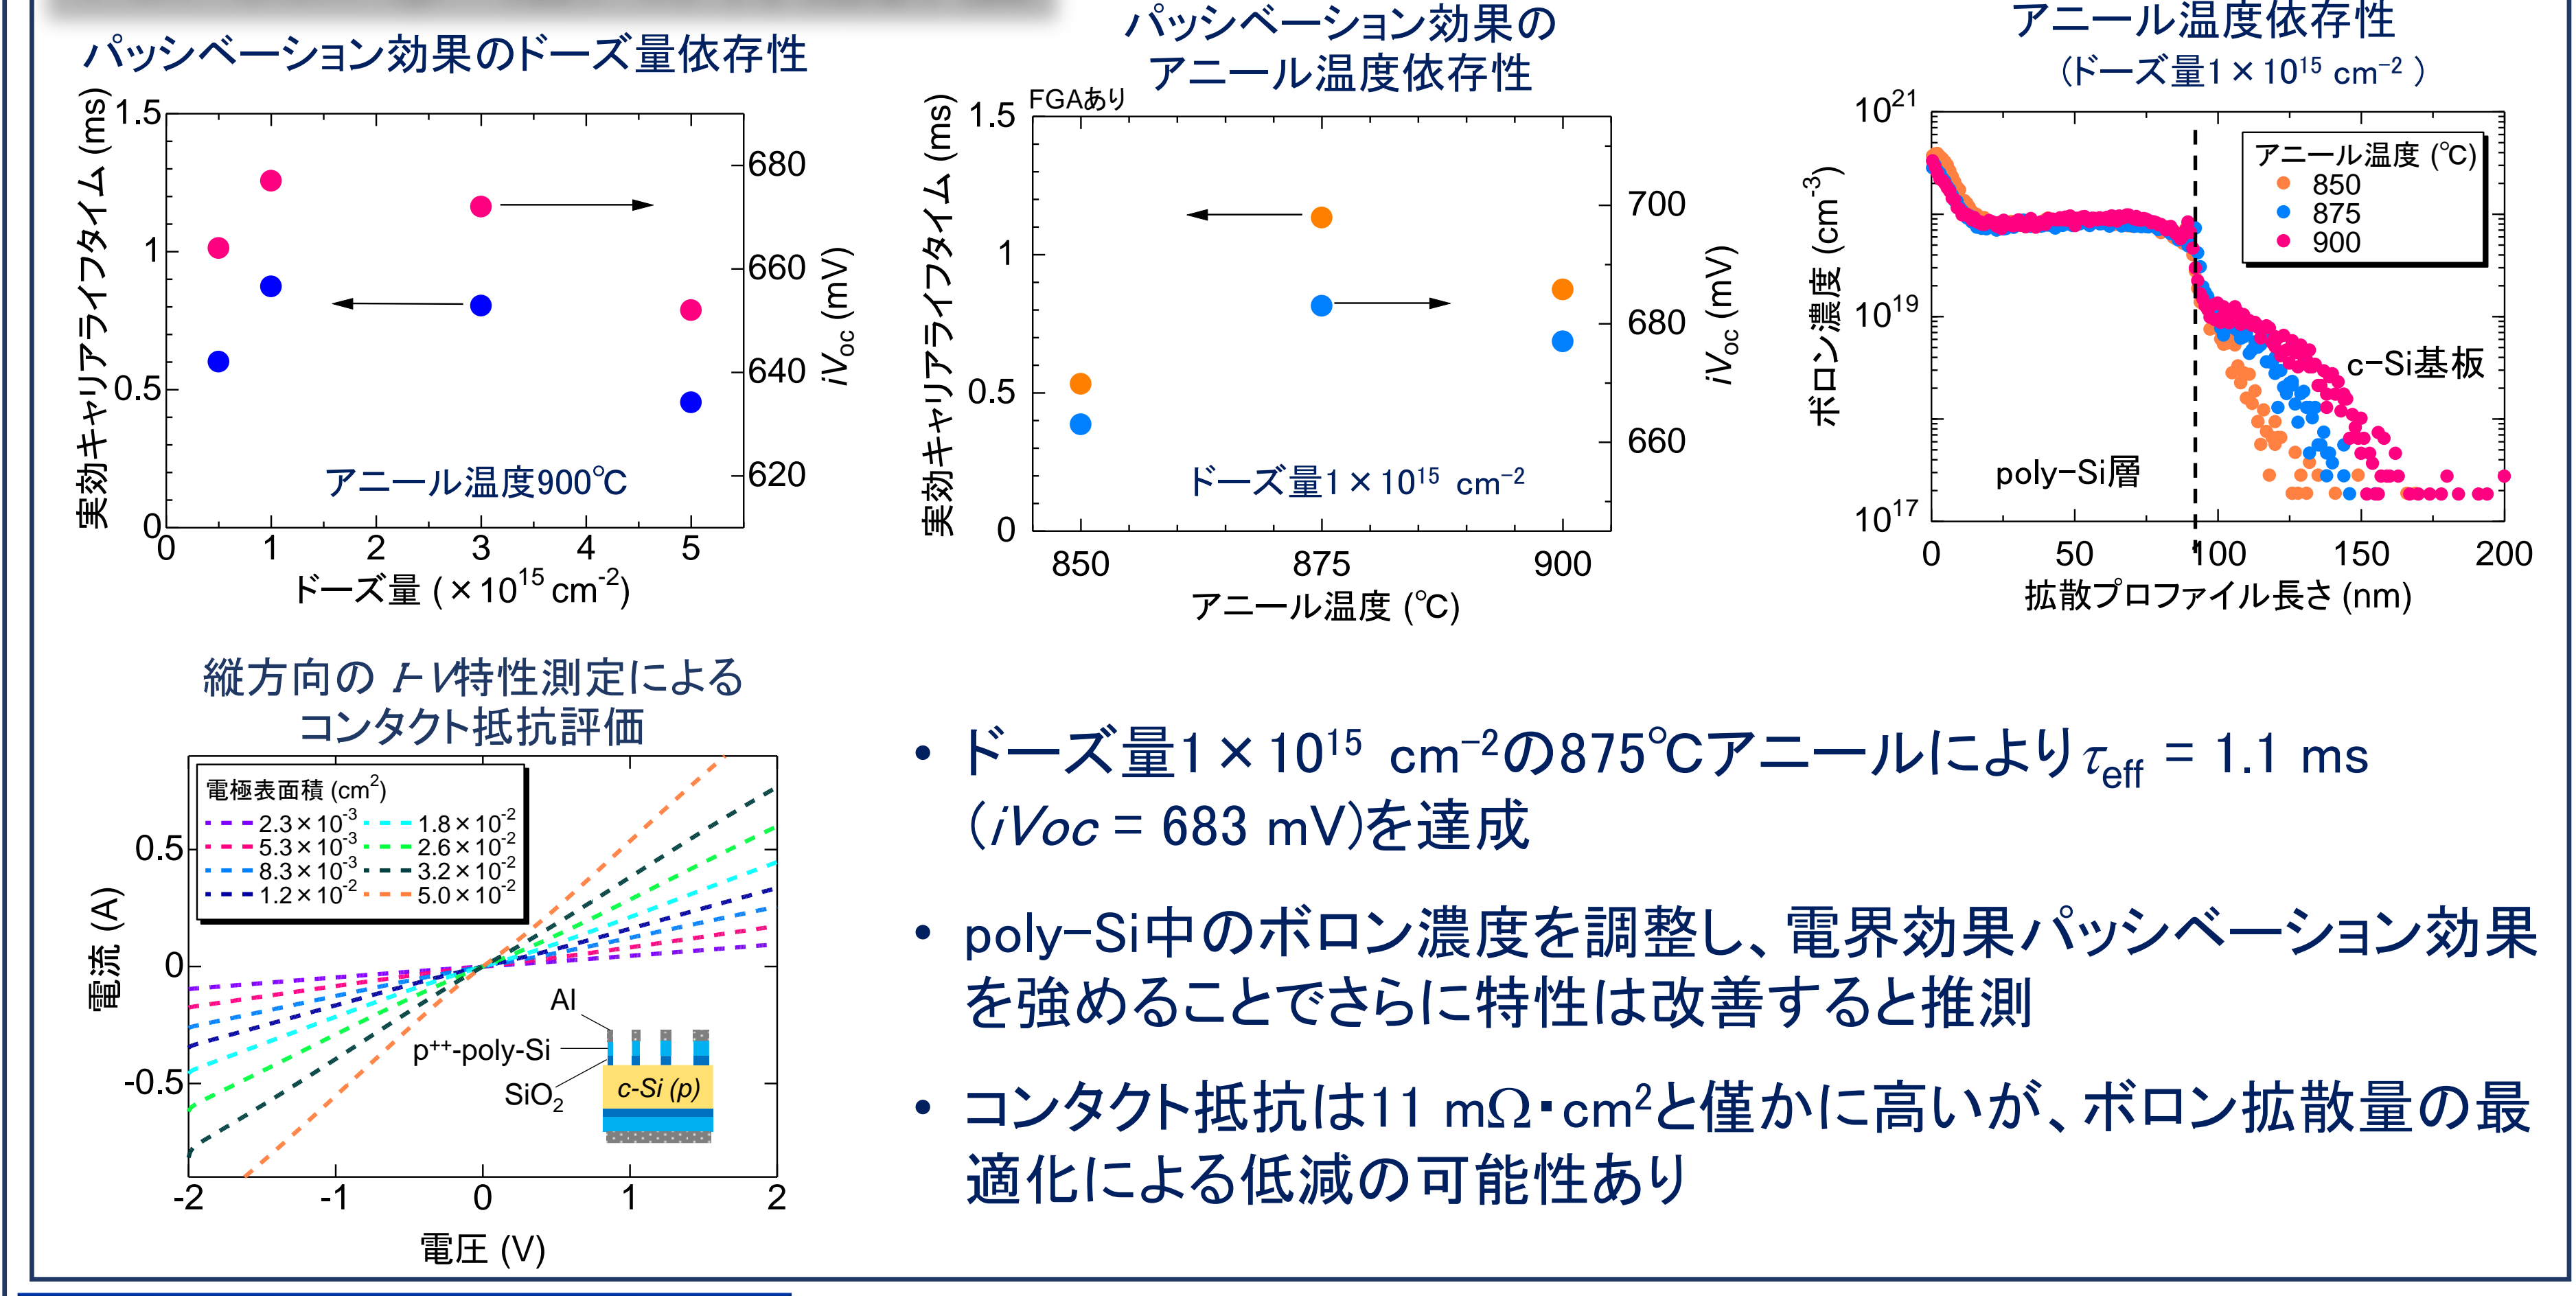 パッシベーション効果のドーズ量依存性
1.5
1
0.5
0
実効キャリアライフタイム (ms)
680
660
640
620
iVoc (mV)
アニール温度900℃
0 1 2 3 4 5
ドーズ量 (×10¹⁵ cm⁻²)
パッシベーション効果の
アニール温度依存性
FGAあり
1.5
1
0.5
0
実効キャリアライフタイム (ms)
700
680
660
iVoc (mV)
ドーズ量1×10¹⁵ cm⁻²
850 875 900
アニール温度 (℃)
アニール温度依存性
(ドーズ量1×10¹⁵ cm⁻² )
10²¹
10¹⁹
10¹⁷
ボロン濃度 (cm⁻³)
アニール温度 (℃)
850
875
900
c-Si基板
poly-Si層
0 50 100 150 200
拡散プロファイル長さ (nm)
縦方向の I-V特性測定による
コンタクト抵抗評価
電極表面積 (cm²)
2.3×10⁻³ 1.8×10⁻²
5.3×10⁻³ 2.6×10⁻²
8.3×10⁻³ 3.2×10⁻²
1.2×10⁻² 5.0×10⁻²
0.5
0
-0.5
電流 (A)
Al
p⁺⁺-poly-Si
SiO₂
c-Si (p)
-2 -1 0 1 2
電圧 (V)
• ドーズ量1×10¹⁵ cm⁻²の875℃アニールによりτeff = 1.1 ms
(iVoc = 683 mV)を達成
• poly-Si中のボロン濃度を調整し、電界効果パッシベーション効果
を強めることでさらに特性は改善すると推測
• コンタクト抵抗は11 mΩ・cm²と僅かに高いが、ボロン拡散量の最
適化による低減の可能性あり